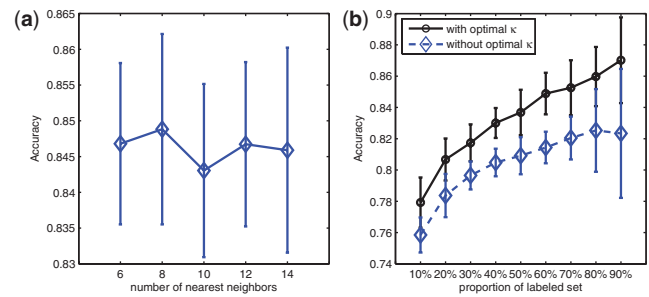 (a)
0.865
0.86
0.855
0.85
0.845
0.84
0.835
0.83
Accuracy
6 8 10 12 14
number of nearest neighbors
(b)
0.9
0.88
0.86
0.84
0.82
0.8
0.78
0.76
0.74
Accuracy
with optimal κ
without optimal κ
10% 20% 30% 40% 50% 60% 70% 80% 90%
proportion of labeled set